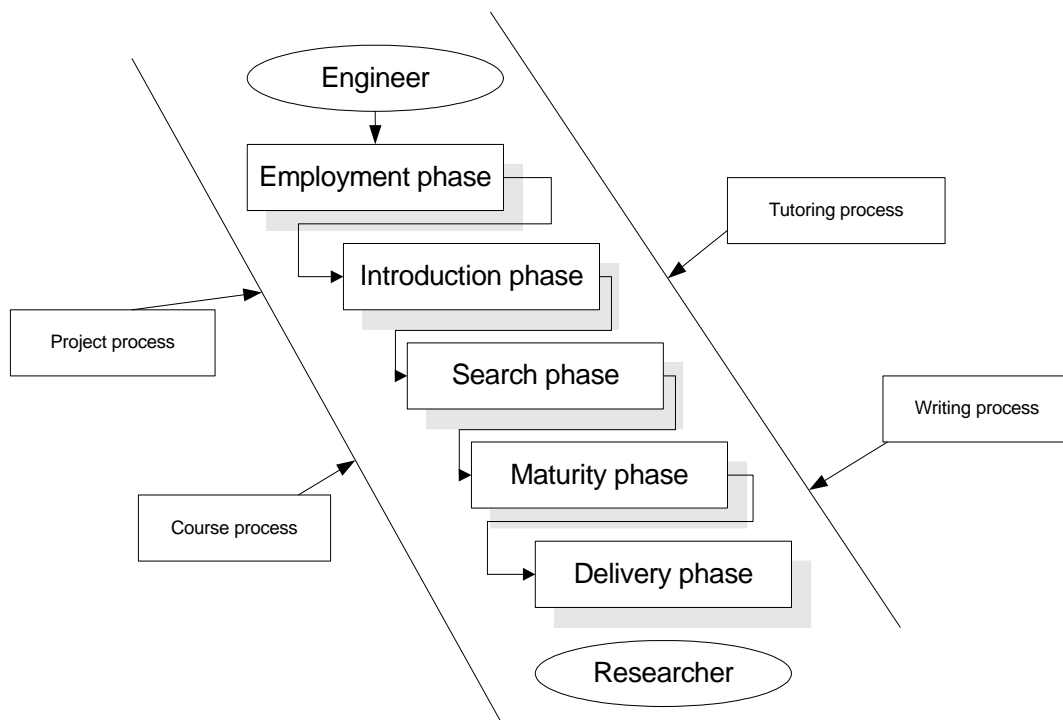 Engineer
Employment phase
Tutoring process
Introduction phase
Project process
Search phase
Writing process
Maturity phase
Course process
Delivery phase
Researcher